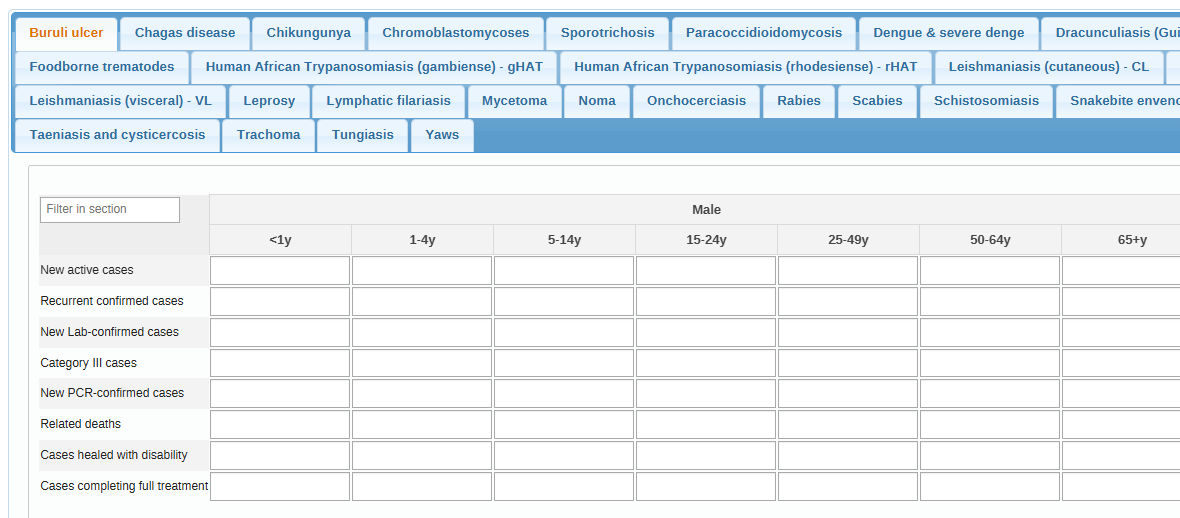 Buruli ulcer Chagas disease Chikungunya Chromoblastomycoses Sporotrichosis Paracoccidioidomycosis Dengue & severe denge Dracunculiasis (Gui
Foodborne trematodes Human African Trypanosomiasis (gambiense) - gHAT Human African Trypanosomiasis (rhodesiense) - rHAT Leishmaniasis (cutaneous) - CL
Leishmaniasis (visceral) - VL Leprosy Lymphatic filariasis Mycetoma Noma Onchocerciasis Rabies Scabies Schistosomiasis Snakebite envenc
Taeniasis and cysticercosis Trachoma Tungiasis Yaws
Filter in section Male
<1y 1-4y 5-14y 15-24y 25-49y 50-64y 65+y
New active cases
Recurrent confirmed cases
New Lab-confirmed cases
Category III cases
New PCR-confirmed cases
Related deaths
Cases healed with disability
Cases completing full treatment